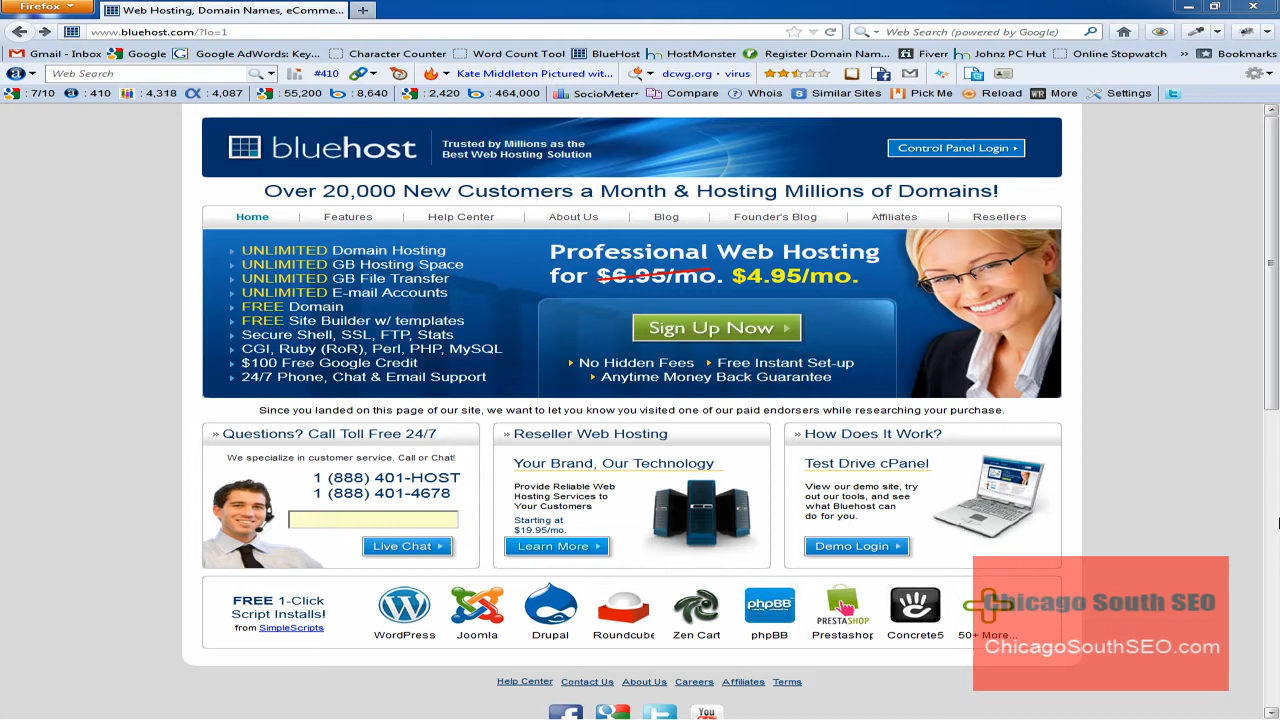 Firefox
Web Hosting, Domain Names, eComme...
www.bluehost.com/?lo=1
Web Search (powered by Google)
Gmail - Inbox
Google
Google AdWords: Key...
Character Counter
Word Count Tool
BlueHost
HostMonster
Register Domain Nam...
Fiverr
Johnz PC Hut
Online Stopwatch
Bookmarks
Web Search
#410
Kate Middleton Pictured wit...
dcwg.org • virus
: 7/10
: 410
: 4,318
: 4,087
: 55,200
: 8,640
: 2,420
: 464,000
SocioMeter
Compare
Whois
Similar Sites
Pick Me
Reload
WR More
Settings
bluehost
Trusted by Millions as the
Best Web Hosting Solution
Control Panel Login
Over 20,000 New Customers a Month & Hosting Millions of Domains!
Home
Features
Help Center
About Us
Blog
Founder's Blog
Affiliates
Resellers
UNLIMITED Domain Hosting
UNLIMITED GB Hosting Space
UNLIMITED GB File Transfer
UNLIMITED E-mail Accounts
FREE Domain
FREE Site Builder w/ templates
Secure Shell, SSL, FTP, Stats
CGI, Ruby (RoR), Perl, PHP, MySQL
$100 Free Google Credit
24/7 Phone, Chat & Email Support
Professional Web Hosting
for $6.95/mo. $4.95/mo.
Sign Up Now
No Hidden Fees
Free Instant Set-up
Anytime Money Back Guarantee
Since you landed on this page of our site, we want to let you know you visited one of our paid endorsers while researching your purchase.
» Questions? Call Toll Free 24/7
We specialize in customer service. Call or Chat!
1 (888) 401-HOST
1 (888) 401-4678
Live Chat
» Reseller Web Hosting
Your Brand, Our Technology
Provide Reliable Web
Hosting Services to
Your Customers
Starting at
$19.95/mo.
Learn More
» How Does It Work?
Test Drive cPanel
View our demo site, try
out our tools, and see
what Bluehost can
do for you.
Demo Login
FREE 1-Click
Script Installs!
from SimpleScripts
WordPress
Joomla
Drupal
Roundcube
Zen Cart
phpBB
phpBB
PRESTASHOP
Prestashop
Concrete5
50+ More...
Chicago South SEO
ChicagoSouthSEO.com
Help Center
Contact Us
About Us
Careers
Affiliates
Terms
You